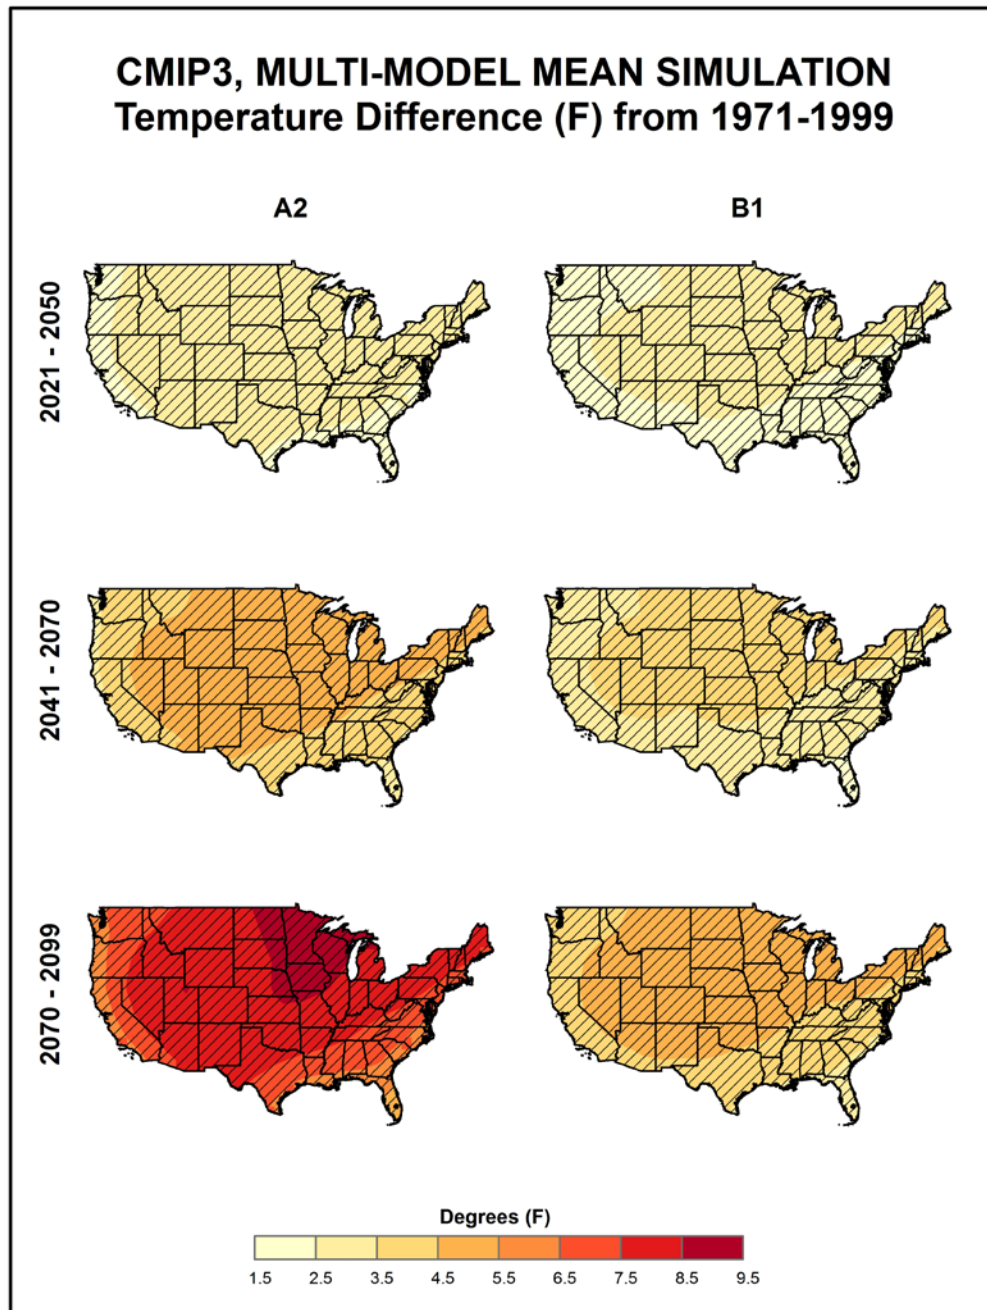 CMIP3, MULTI-MODEL MEAN SIMULATION
Temperature Difference (F) from 1971-1999
A2
B1
2021 - 2050
2041 - 2070
2070 - 2099
Degrees (F)
1.5 2.5 3.5 4.5 5.5 6.5 7.5 8.5 9.5